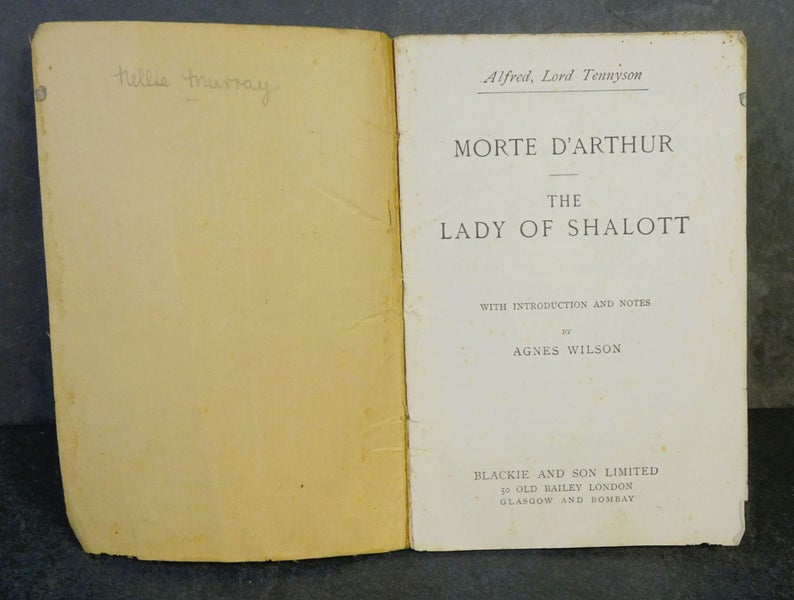 Nellie Murray
Alfred, Lord Tennyson
MORTE D'ARTHUR
THE
LADY OF SHALOTT
WITH INTRODUCTION AND NOTES
BY
AGNES WILSON
BLACKIE AND SON LIMITED
50 OLD BAILEY LONDON
GLASGOW AND BOMBAY